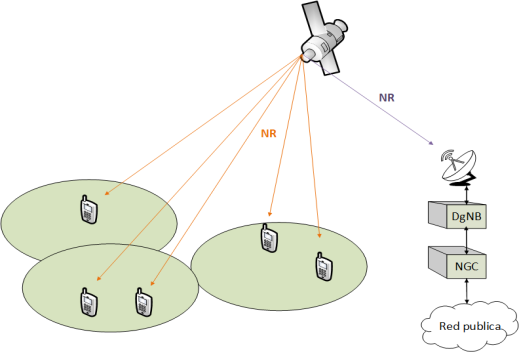 NR
NR
DgNB
NGC
Red publica